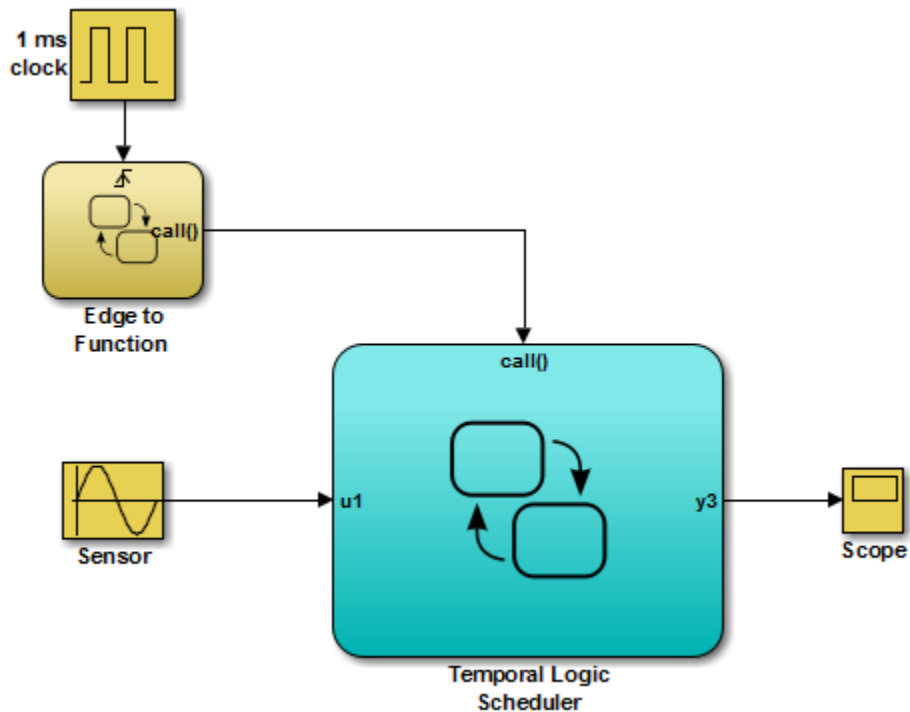 1 ms
clock
call()
Edge to
Function
call()
u1
y3
Sensor
Scope
Temporal Logic
Scheduler